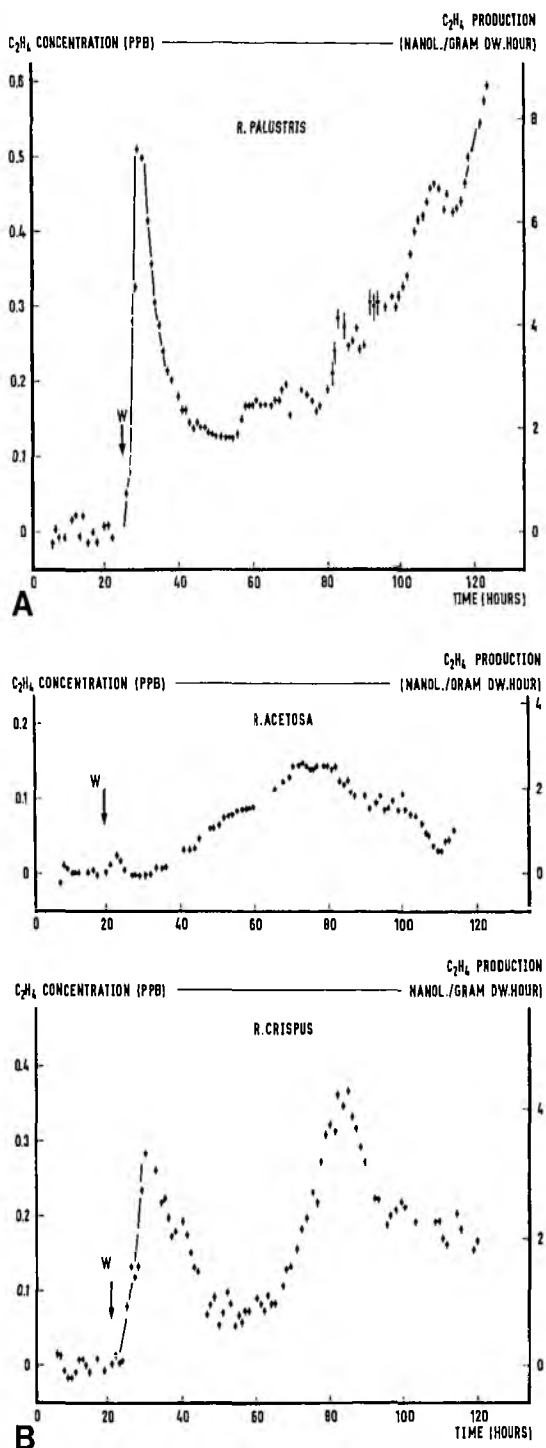 C₂H₄ PRODUCTION
C₂H₄ CONCENTRATION (PPB) (NANOL./GRAM DW.HOUR)
0.6
8
R. PALUSTRIS
0.5
0.4
6
0.3
4
0.2
W
2
0.1
0
0
0 20 40 60 80 100 120
A
TIME (HOURS)
C₂H₄ PRODUCTION
C₂H₄ CONCENTRATION (PPB) (NANOL./GRAM DW.HOUR)
4
0.2
R.ACETOSA
W
2
0.1
0
0
0 20 40 60 80 100 120
C₂H₄ PRODUCTION
C₂H₄ CONCENTRATION (PPB) NANOL./GRAM DW.HOUR)
R.CRISPUS
0.4
4
0.3
0.2
2
W
0.1
0
0
0 20 40 60 80 100 120
B
TIME (HOURS)